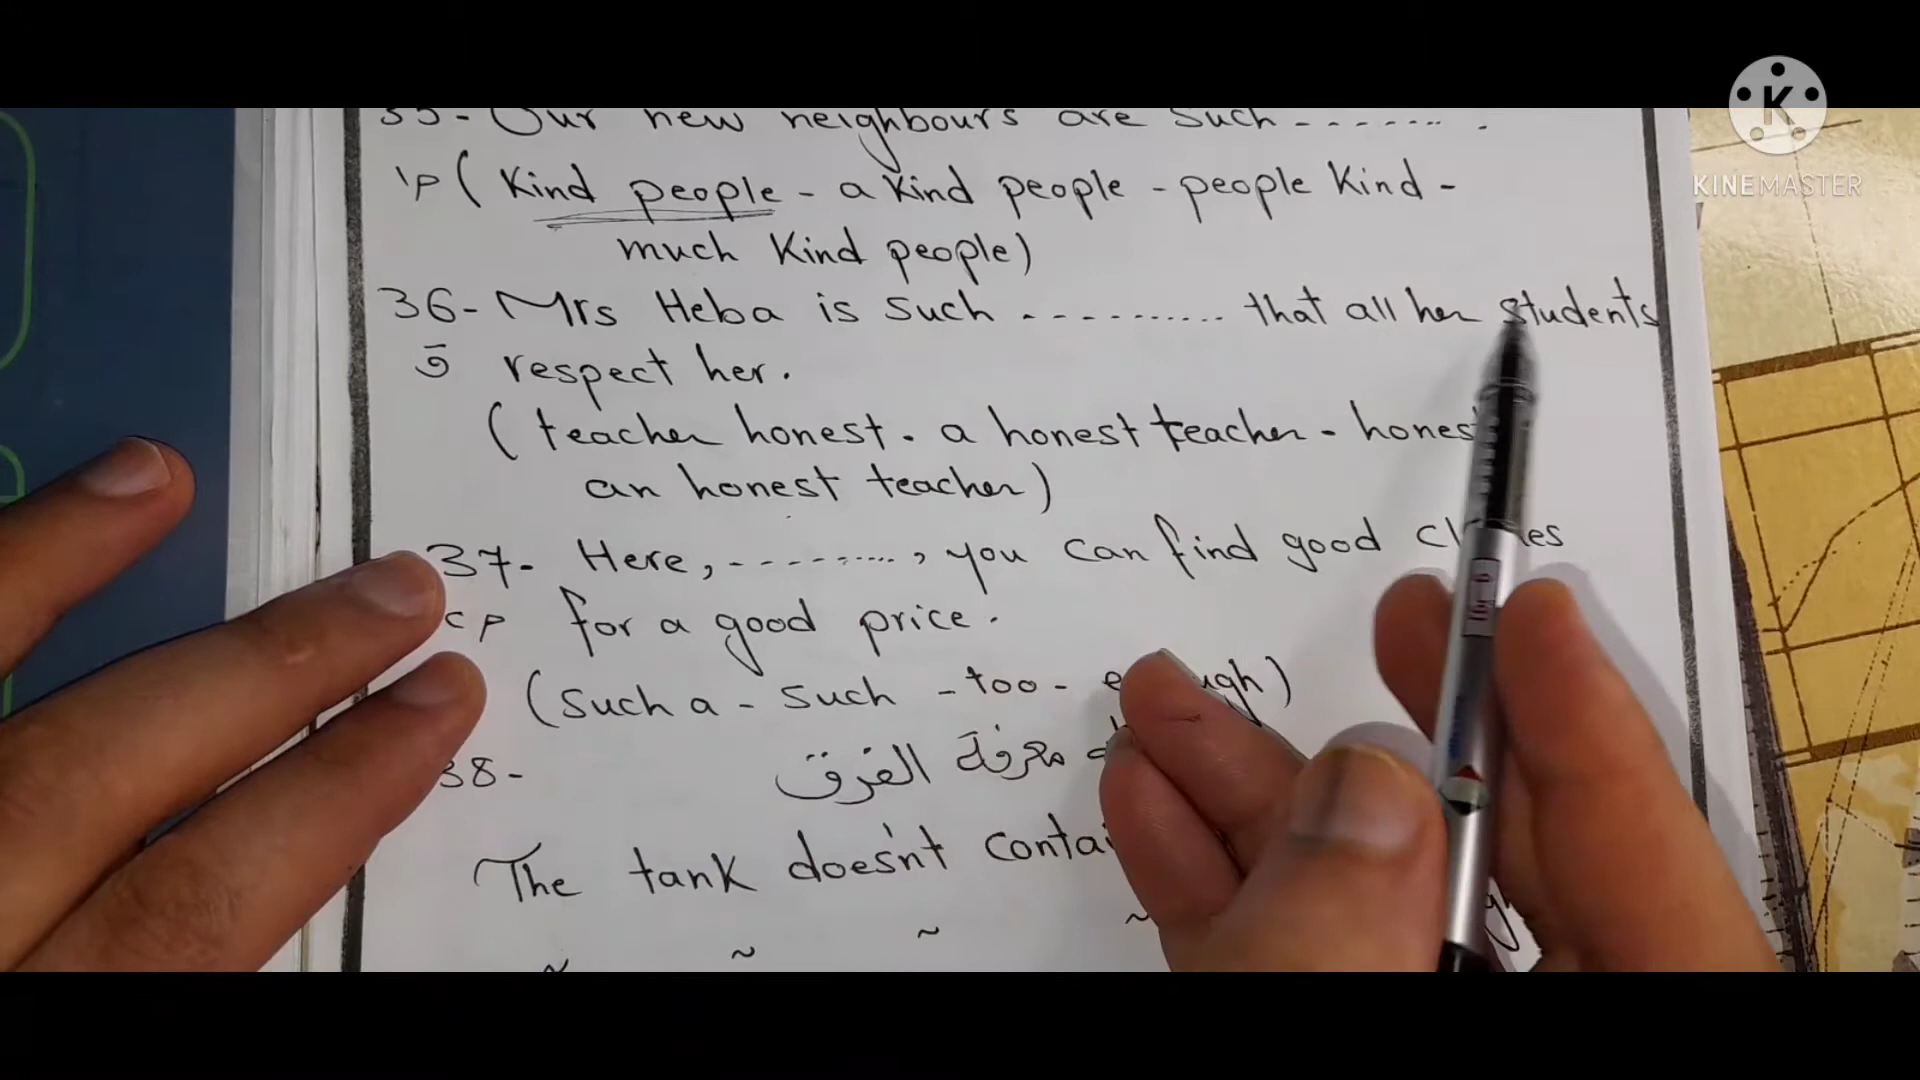 35- Our new neighbours are such - - - - - - - .
م١ (Kind people - a Kind people - people Kind -
much Kind people)
36- Mrs Heba is such - - - - - - - - - - that all her students
respect her.
(teacher honest - a honest teacher -
an honest teacher)
37- Here, - - - - - - - - - , you can find good
for a good price.
(Such a - Such - too -
38-
معرفة الفرق
The tank doesn't
K
KINEMASTER